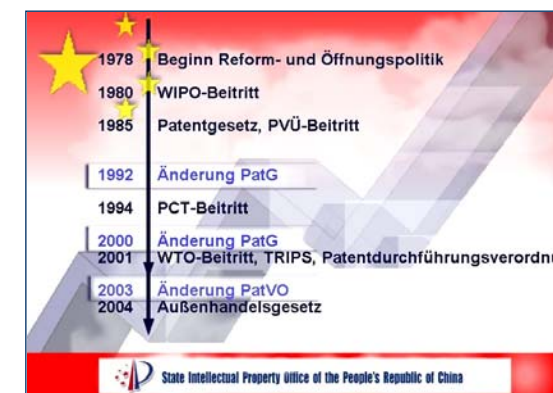 1978 Beginn Reform- und Öffnungspolitik
1980 WIPO-Beitritt
1985 Patentgesetz, PVÜ-Beitritt
1992 Änderung PatG
1994 PCT-Beitritt
2000 Änderung PatG
2001 WTO-Beitritt, TRIPS, Patentdurchführungsverordnu
2003 Änderung PatVO
2004 Außenhandelsgesetz
State Intellectual Property Office of the People's Republic of China